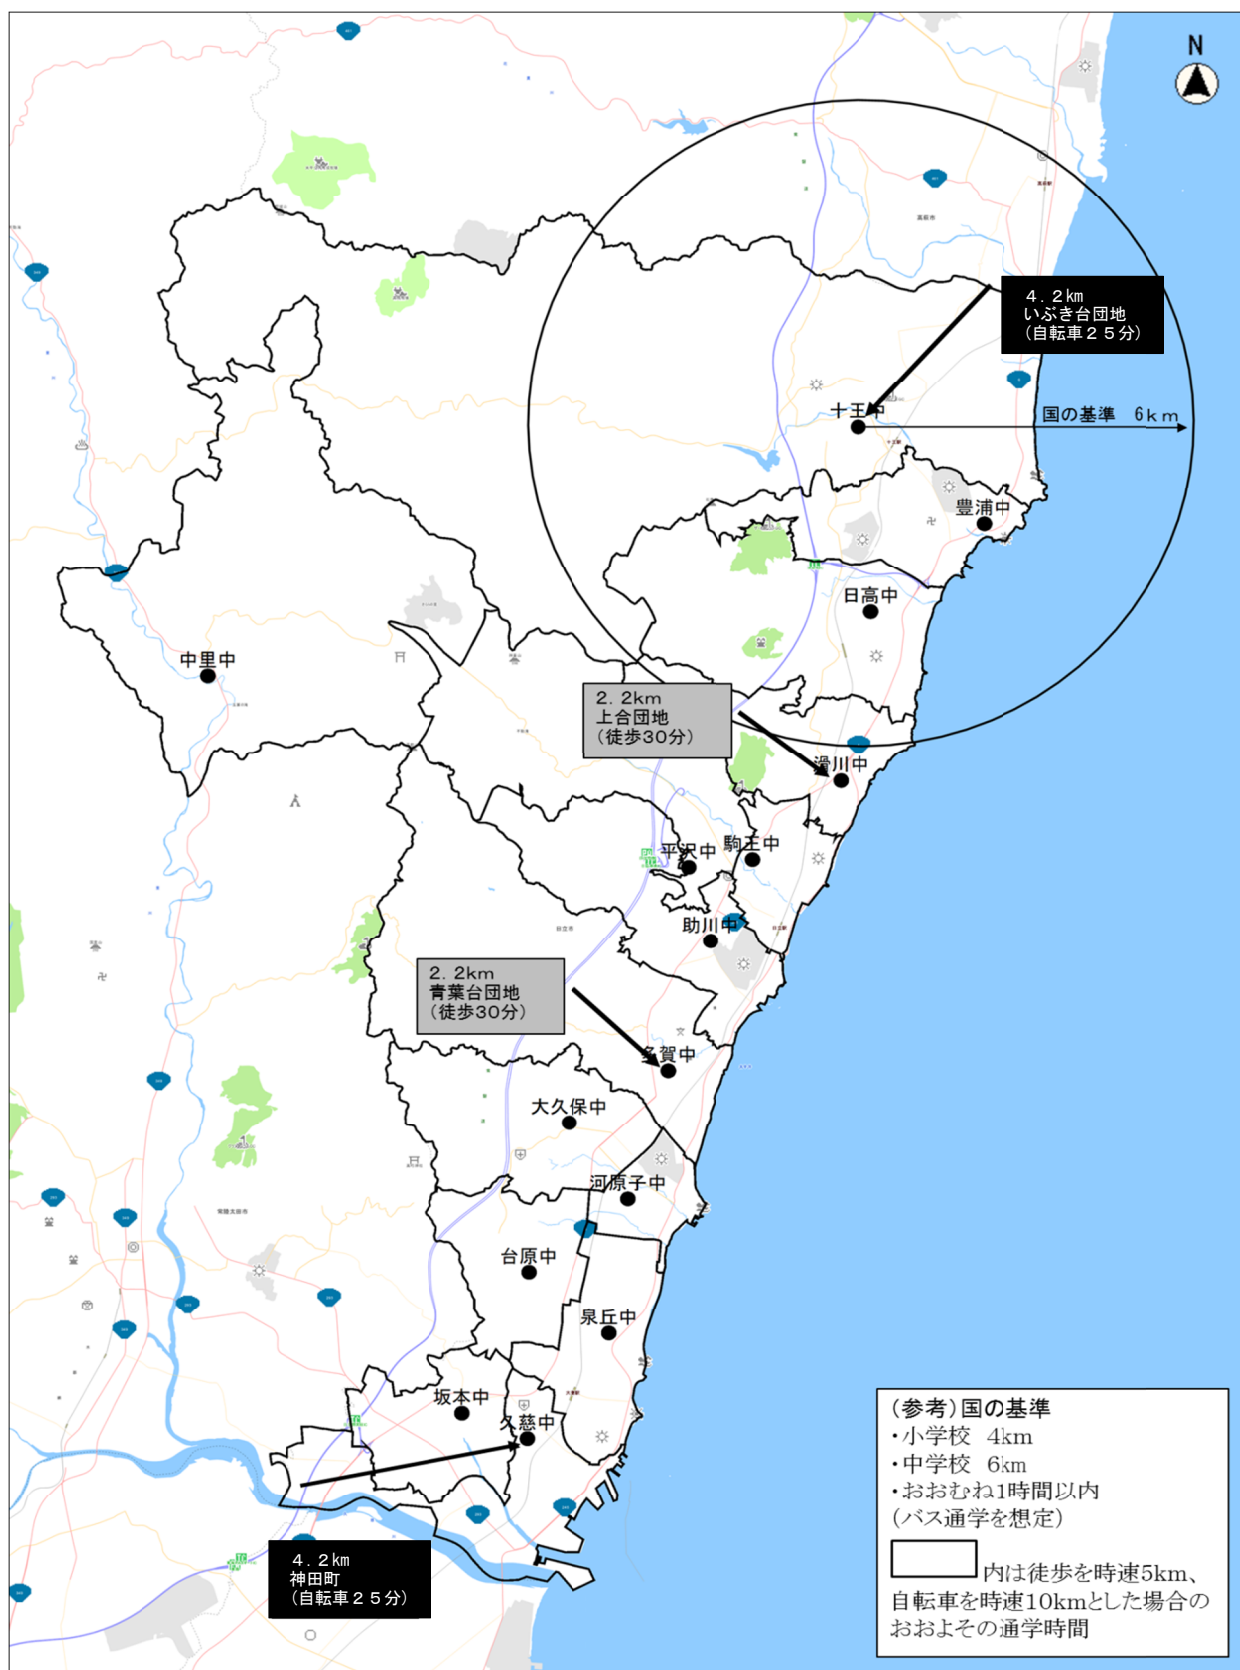 N
4.2km
いぶき台団地
(自転車25分)
十王中
国の基準 6km
豊浦中
日高中
中里中
2.2km
上合団地
(徒歩30分)
滑川中
平沢中
駒王中
助川中
2.2km
青葉台団地
(徒歩30分)
多賀中
大久保中
河原子中
台原中
泉丘中
坂本中
久慈中
4.2km
神田町
(自転車25分)
(参考)国の基準
・小学校 4km
・中学校 6km
・おおむね1時間以内
(バス通学を想定)
内は徒歩を時速5km、
自転車を時速10kmとした場合の
おおよその通学時間